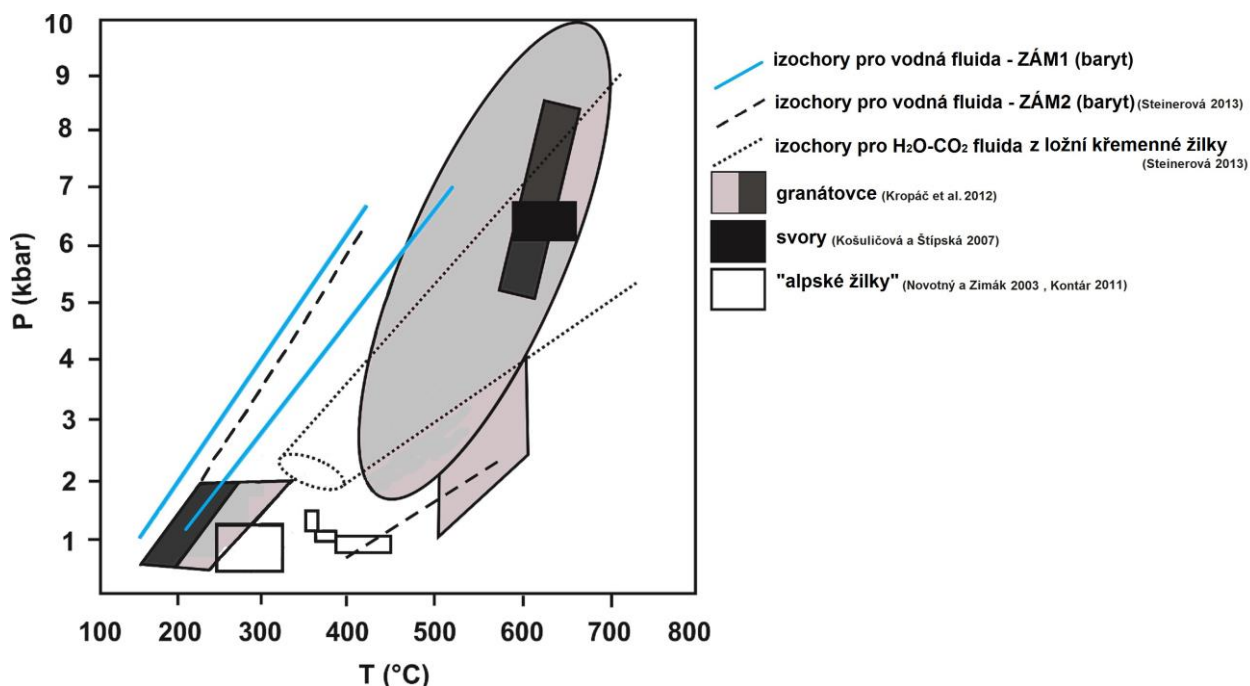 10
9
8
7
6
5
4
3
2
1
P (kbar)
100 200 300 400 500 600 700 800
T (°C)
izochory pro vodná fluida - ZÁM1 (baryt)
izochory pro vodná fluida - ZÁM2 (baryt) (Steinerová 2013)
izochory pro H₂O-CO₂ fluida z ložní křemenné žilky
(Steinerová 2013)
granátovce (Kropáč et al. 2012)
svory (Košuličová a Štípská 2007)
"alpské žilky" (Novotný a Zimák 2003 , Kontár 2011)